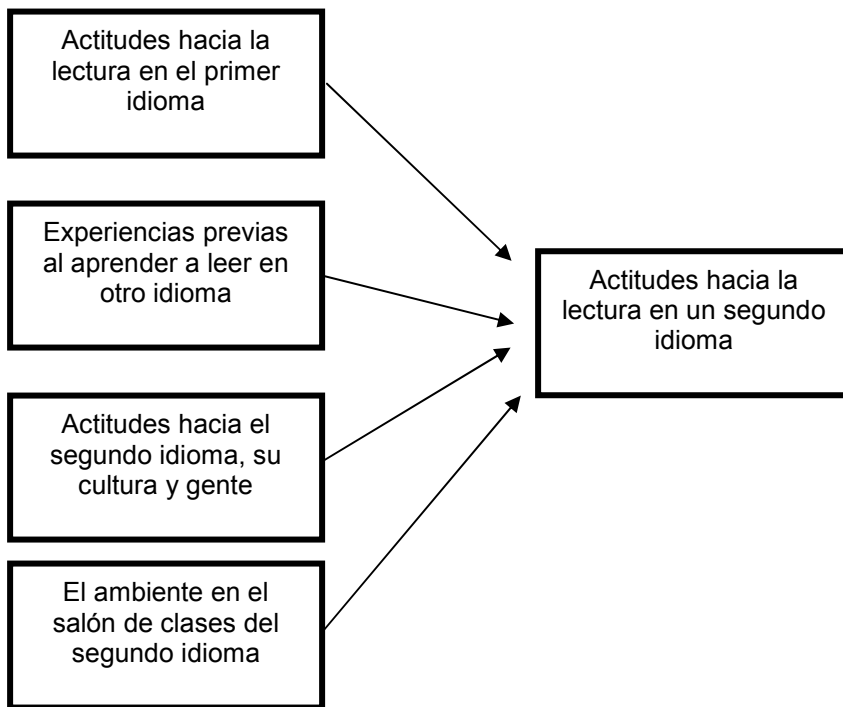 Actitudes hacia la
lectura en el primer
idioma
Experiencias previas
al aprender a leer en
otro idioma
Actitudes hacia la
lectura en un segundo
idioma
Actitudes hacia el
segundo idioma, su
cultura y gente
El ambiente en el
salón de clases del
segundo idioma